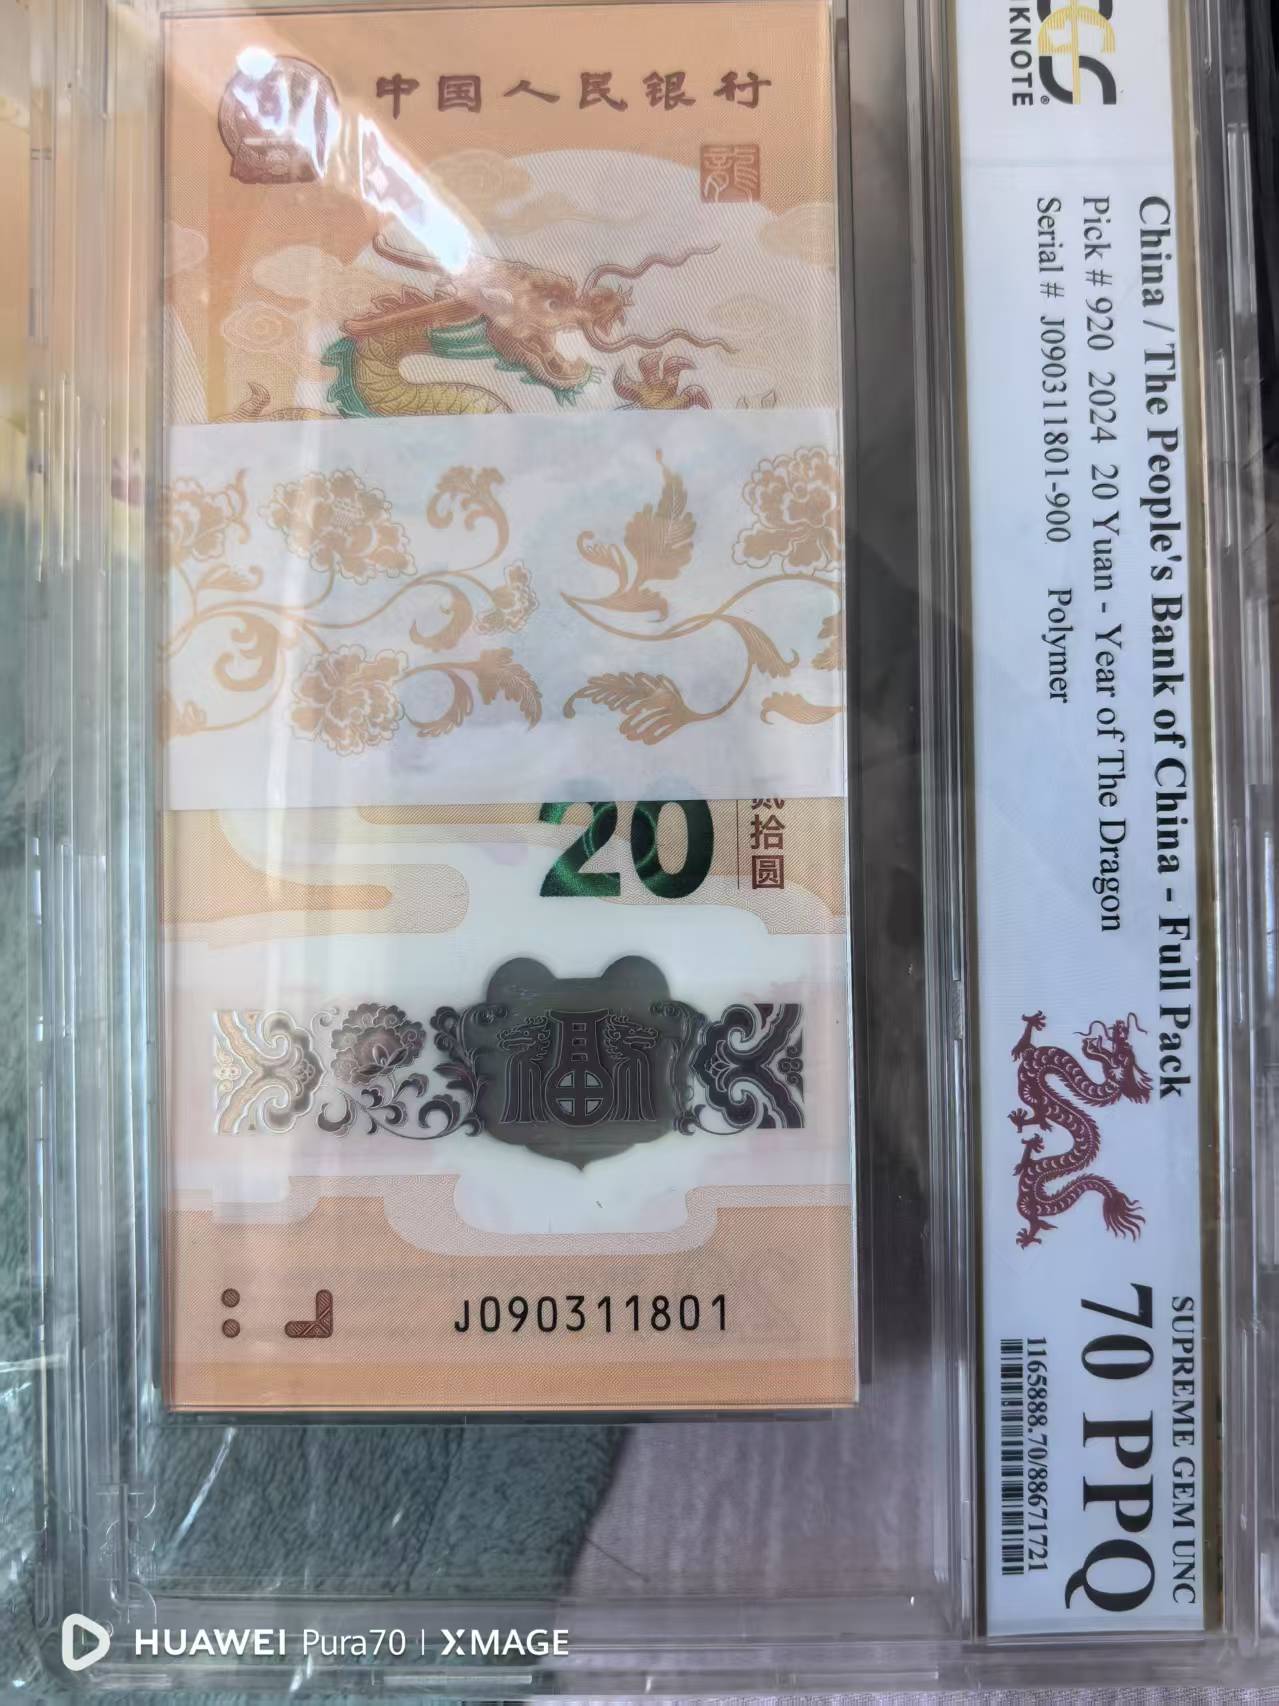 中国人民银行
龍
20
贰拾圆
福
J090311801
KNOTE
China / The People's Bank of China - Full Pack
Pick # 920 2024 20 Yuan - Year of The Dragon
Serial # J090311801-900 Polymer
SUPREME GEM UNC
70 PPQ
1165888.70/88671721
HUAWEI Pura70 | XMAGE